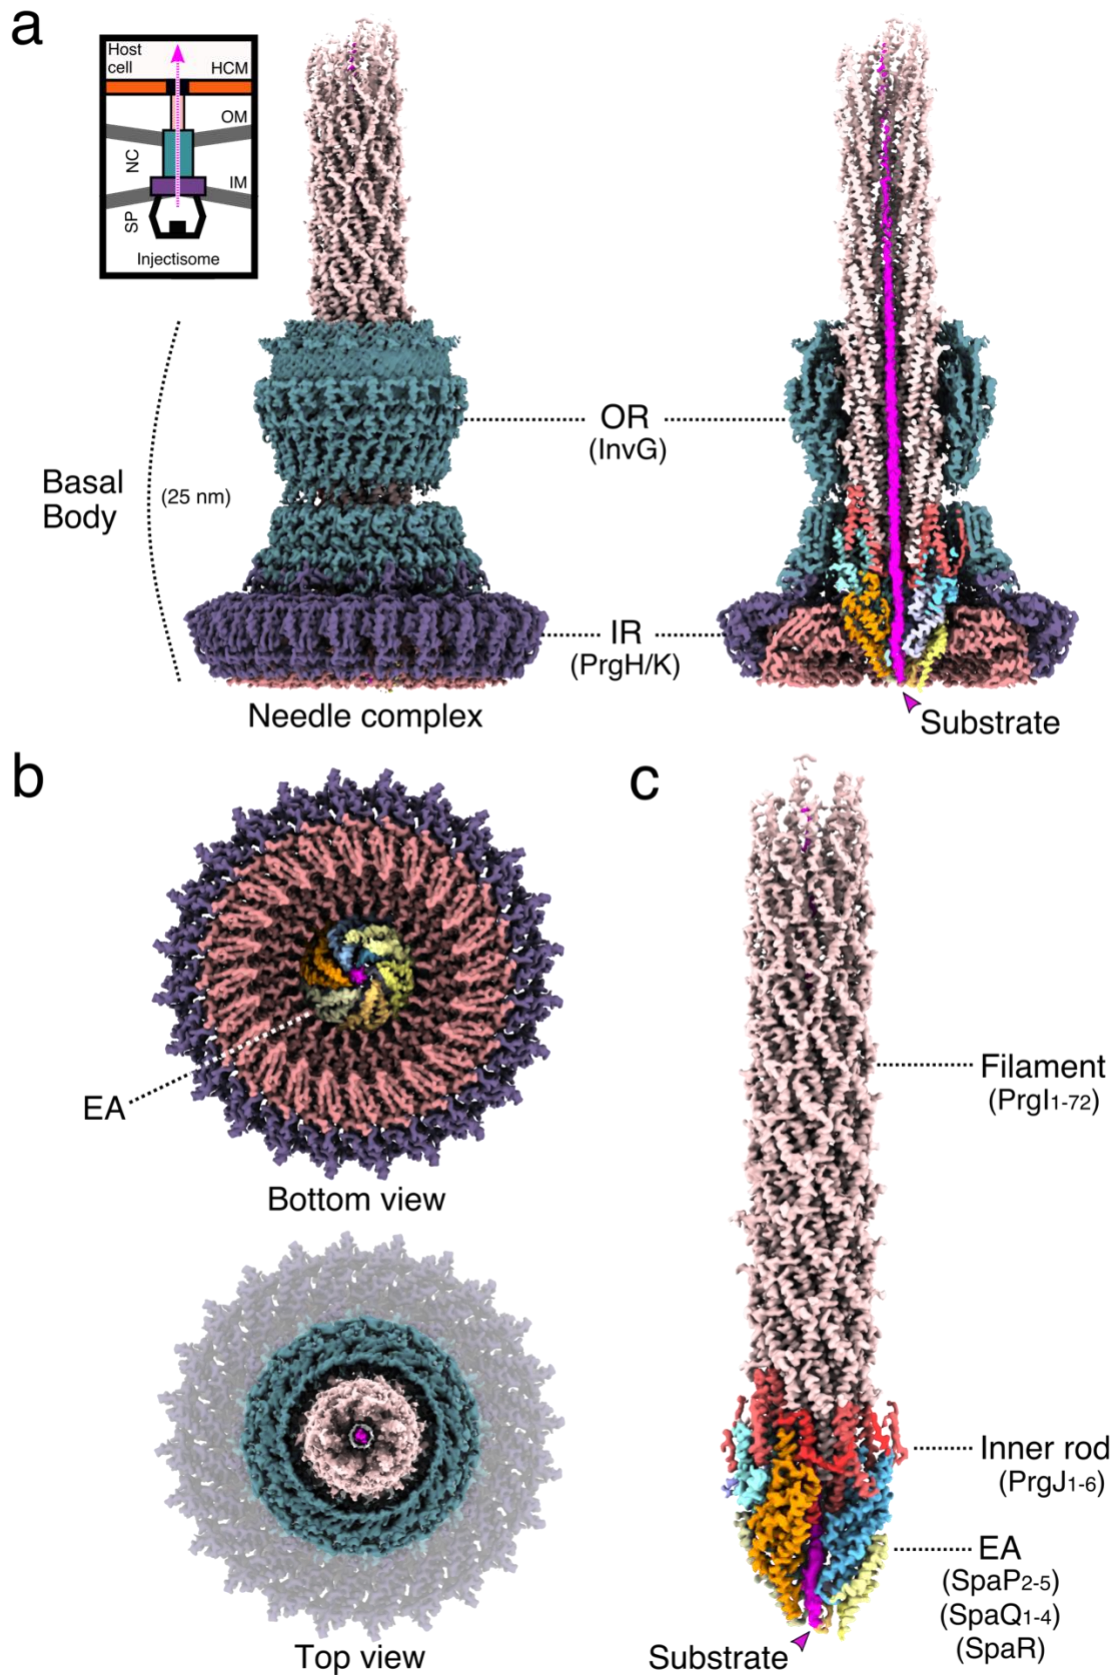 a
Host
cell
HCM
OM
NC
IM
SP
Injectisome
Basal
Body
(25 nm)
OR
(InvG)
IR
(PrgH/K)
Needle complex
Substrate
b
EA
Bottom view
Top view
c
Filament
(PrgI1-72)
Inner rod
(PrgJ1-6)
EA
(SpaP2-5)
(SpaQ1-4)
(SpaR)
Substrate